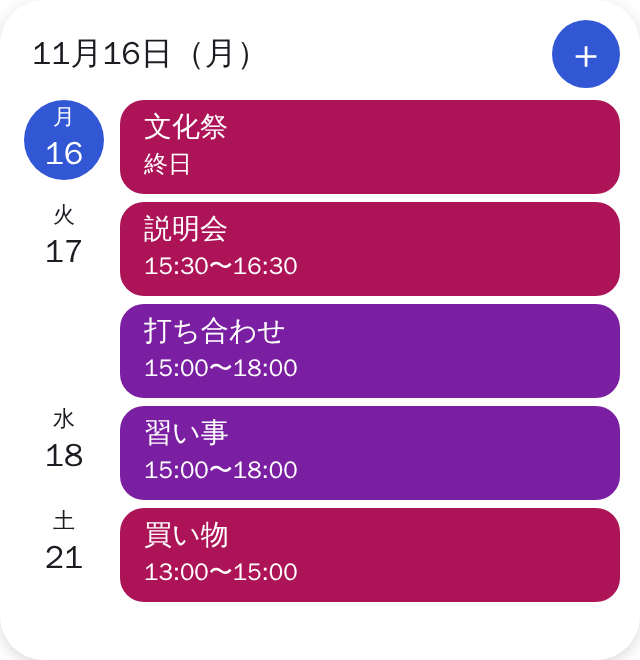 11月16日（月）
＋
月
16
文化祭
終日
火
17
説明会
15:30〜16:30
打ち合わせ
15:00〜18:00
水
18
習い事
15:00〜18:00
土
21
買い物
13:00〜15:00